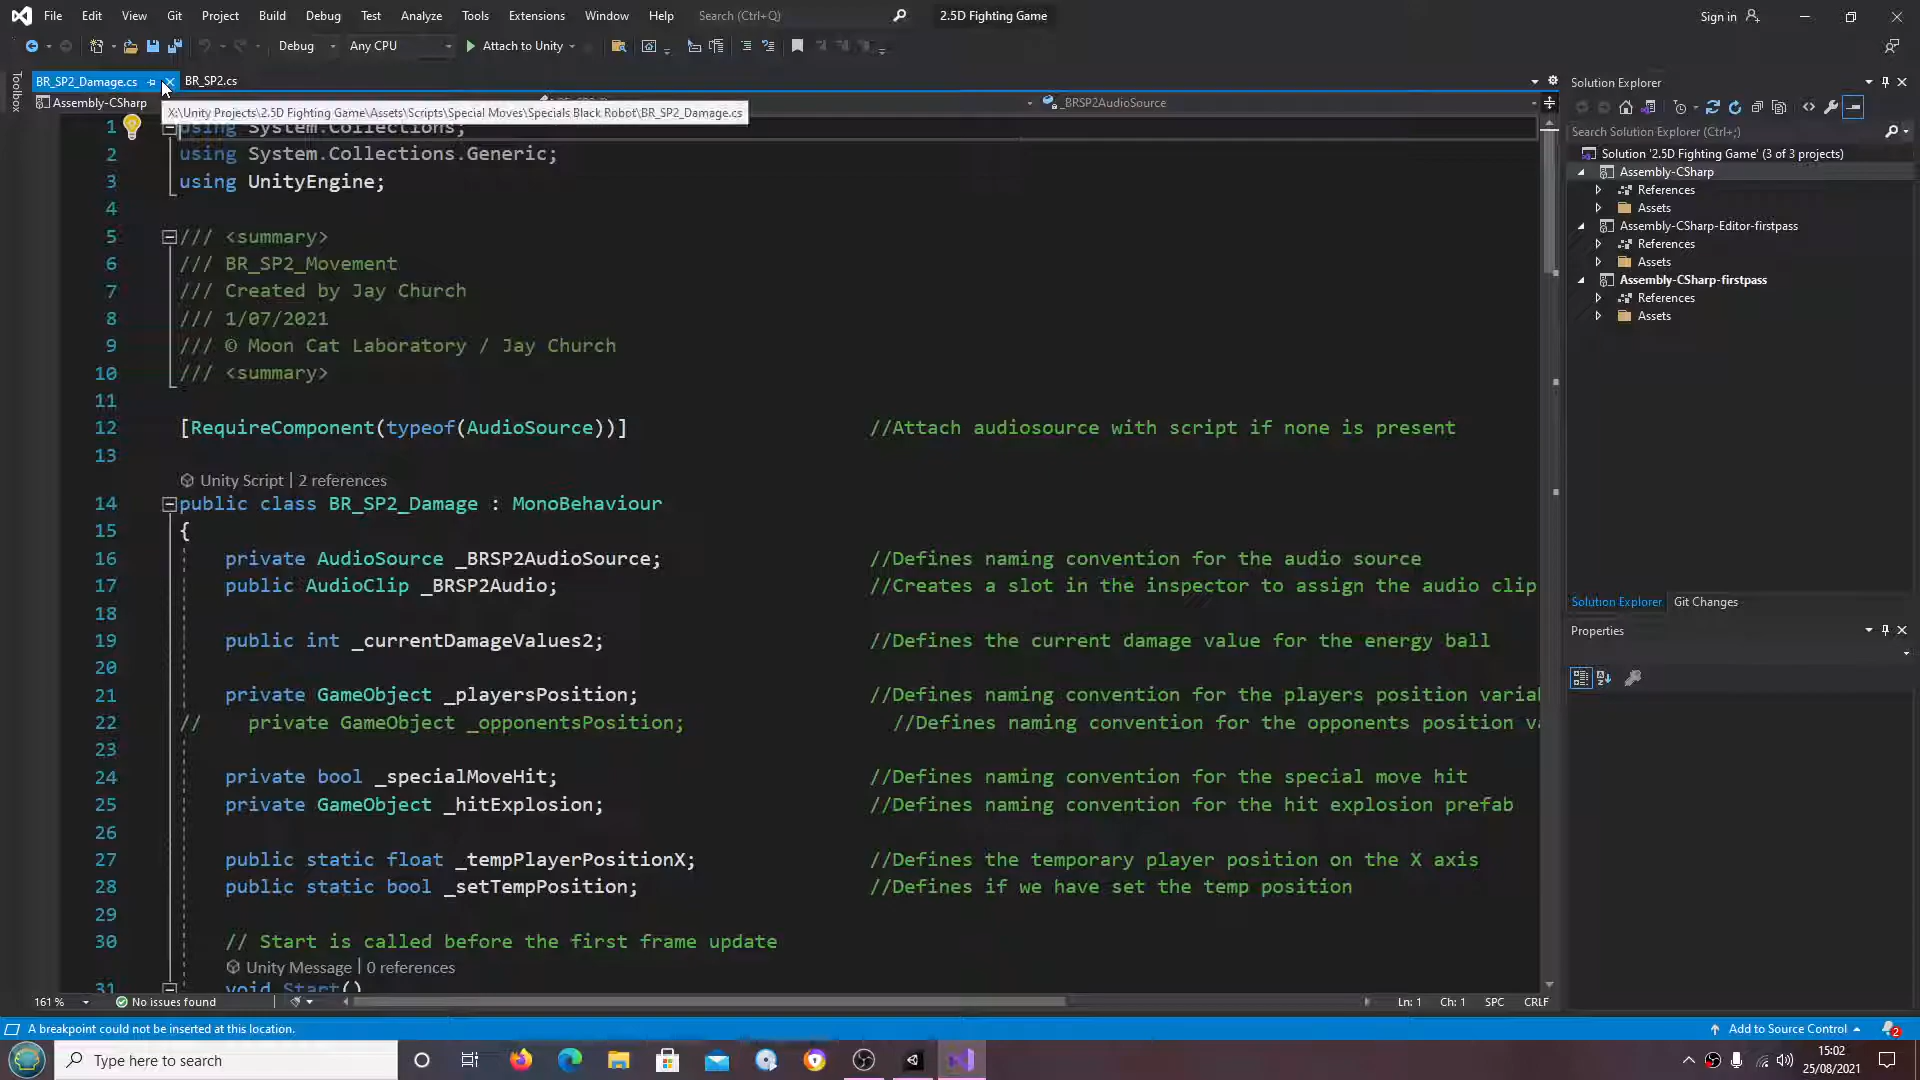 File Edit View Git Project Build Debug Test Analyze Tools Extensions Window Help Search (Ctrl+Q) 2.5D Fighting Game Sign in
Debug Any CPU Attach to Unity
Toolbox
BR_SP2_Damage.cs BR_SP2.cs
Assembly-CSharp _BRSP2AudioSource
X:\Unity Projects\2.5D Fighting Game\Assets\Scripts\Special Moves\Specials Black Robot\BR_SP2_Damage.cs
1 using System.Collections;
2 using System.Collections.Generic;
3 using UnityEngine;
4
5 /// <summary>
6 /// BR_SP2_Movement
7 /// Created by Jay Church
8 /// 1/07/2021
9 /// © Moon Cat Laboratory / Jay Church
10 /// <summary>
11
12 [RequireComponent(typeof(AudioSource))] //Attach audiosource with script if none is present
13
Unity Script | 2 references
14 public class BR_SP2_Damage : MonoBehaviour
15 {
16 private AudioSource _BRSP2AudioSource; //Defines naming convention for the audio source
17 public AudioClip _BRSP2Audio; //Creates a slot in the inspector to assign the audio clip
18
19 public int _currentDamageValues2; //Defines the current damage value for the energy ball
20
21 private GameObject _playersPosition; //Defines naming convention for the players position
22 // private GameObject _opponentsPosition; //Defines naming convention for the opponents position
23
24 private bool _specialMoveHit; //Defines naming convention for the special move hit
25 private GameObject _hitExplosion; //Defines naming convention for the hit explosion prefab
26
27 public static float _tempPlayerPositionX; //Defines the temporary player position on the X axis
28 public static bool _setTempPosition; //Defines if we have set the temp position
29
30 // Start is called before the first frame update
Unity Message | 0 references
31 void Start()
161 % No issues found Ln: 1 Ch: 1 SPC CRLF
Solution Explorer
Search Solution Explorer (Ctrl+;)
Solution '2.5D Fighting Game' (3 of 3 projects)
Assembly-CSharp
References
Assets
Assembly-CSharp-Editor-firstpass
References
Assets
Assembly-CSharp-firstpass
References
Assets
Solution Explorer Git Changes
Properties
A breakpoint could not be inserted at this location. Add to Source Control 2
Type here to search
15:02
25/08/2021